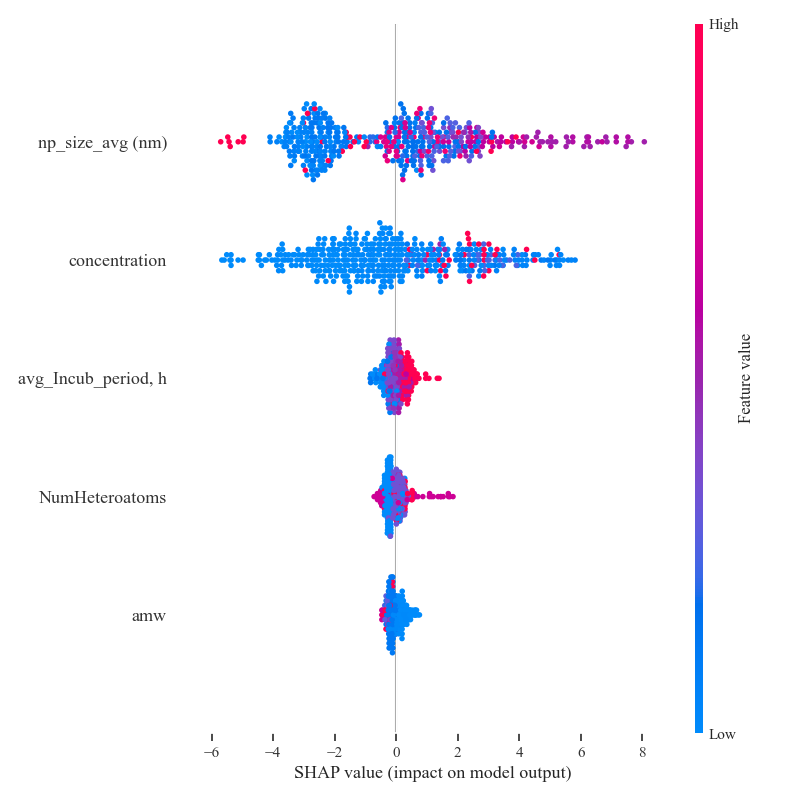 High
np_size_avg (nm)
concentration
avg_Incub_period, h
NumHeteroatoms
amw
Feature value
Low
−6 −4 −2 0 2 4 6 8
SHAP value (impact on model output)